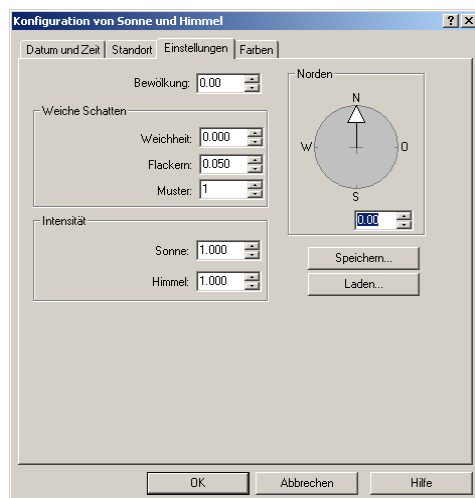 Konfiguration von Sonne und Himmel
Datum und Zeit Standort Einstellungen Farben
Bewölkung: 0.00
Weiche Schatten
Weichheit: 0.000
Flackern: 0.050
Muster: 1
Intensität
Sonne: 1.000
Himmel: 1.000
Norden
N
W O
S
0.00
Speichern...
Laden...
OK Abbrechen Hilfe